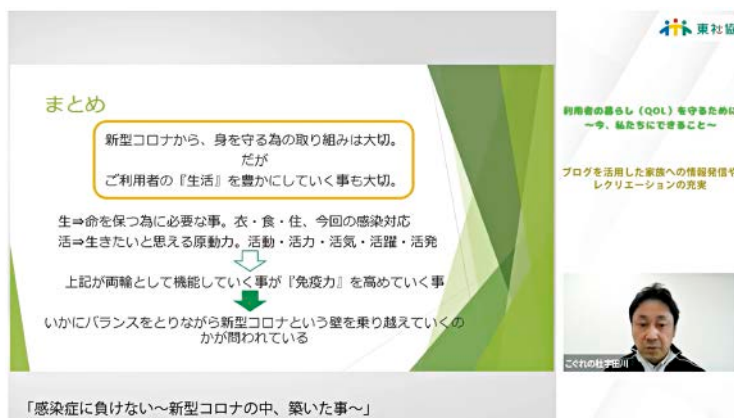 まとめ
新型コロナから、身を守る為の取り組みは大切。
だが
ご利用者の『生活』を豊かにしていく事も大切。
生⇒命を保つ為に必要な事。衣・食・住、今回の感染対応
活⇒生きたいと思える原動力。活動・活力・活気・活躍・活発
上記が両輪として機能していく事が『免疫力』を高めていく事
いかにバランスをとりながら新型コロナという壁を乗り越えていくの
かが問われている
「感染症に負けない～新型コロナの中、築いた事～」
東社協
利用者の暮らし(QOL)を守るために
～今、私たちにできること～
ブログを活用した家族への情報発信や
レクリエーションの充実
こぐれの杜宇田川